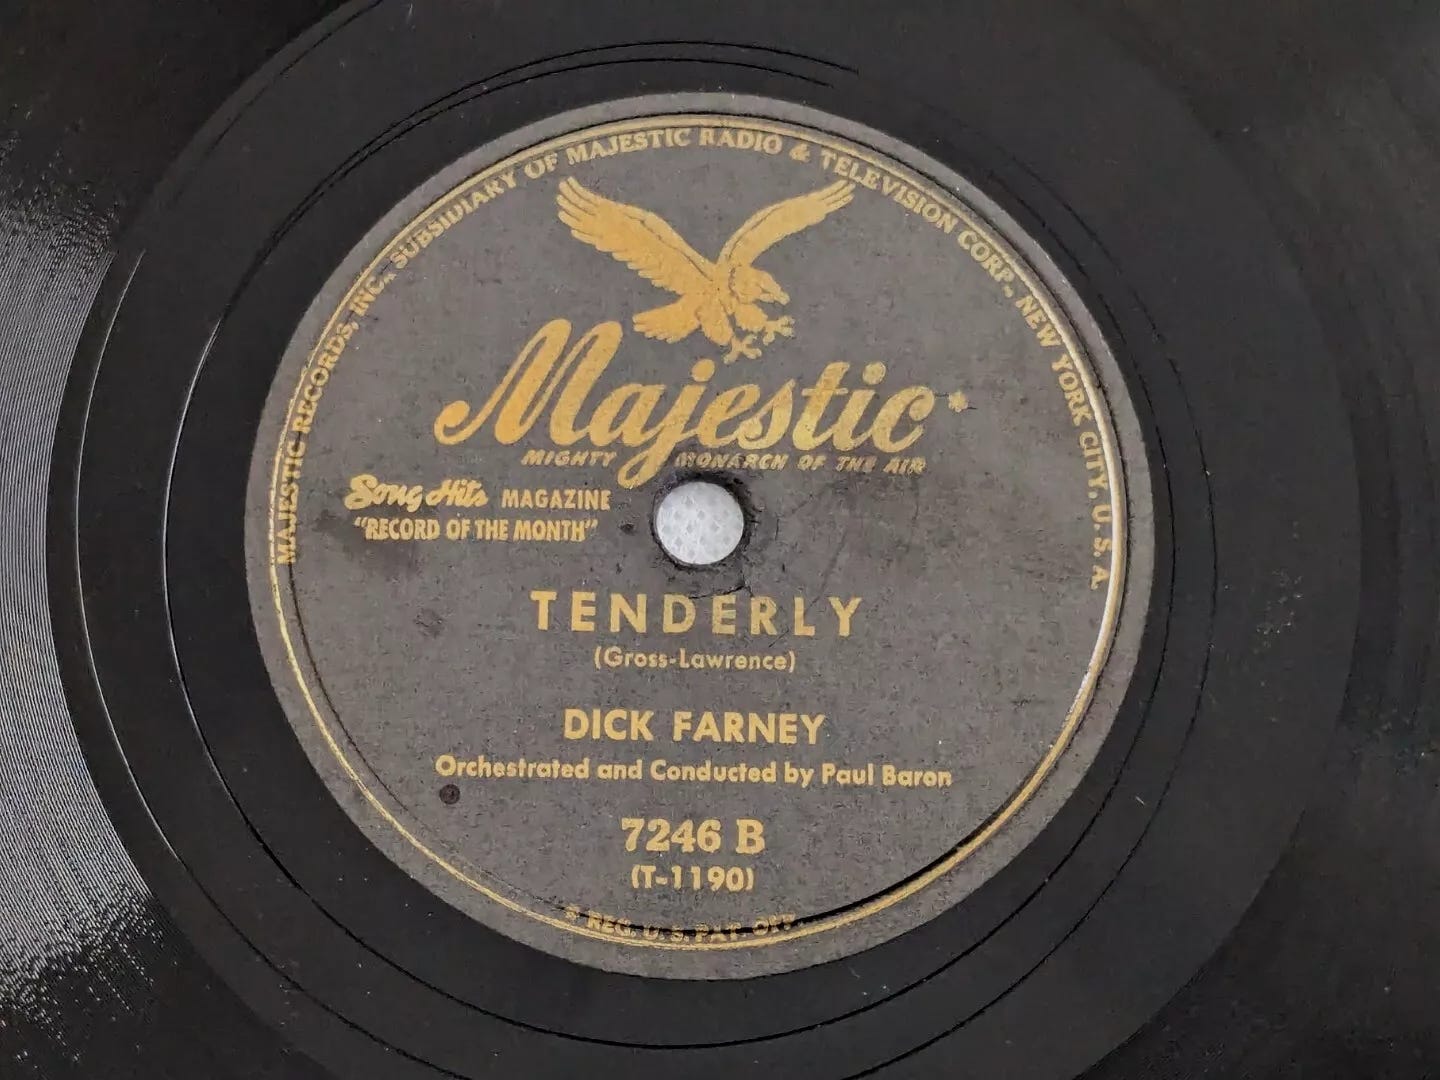 MAJESTIC RECORDS, INC., SUBSIDIARY OF MAJESTIC RADIO & TELEVISION CORP., NEW YORK CITY, U. S. A.
Majestic*
MIGHTY MONARCH OF THE AIR
Song Hits MAGAZINE
"RECORD OF THE MONTH"
TENDERLY
(Gross-Lawrence)
DICK FARNEY
Orchestrated and Conducted by Paul Baron
7246 B
(T-1190)
* REG. U. S. PAT. OFF.